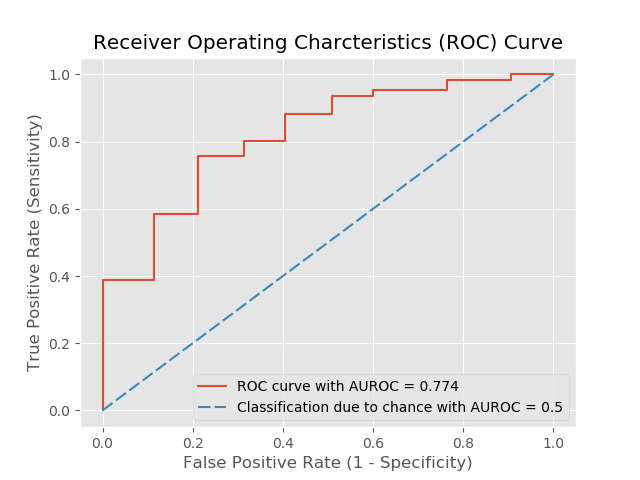 Receiver Operating Charcteristics (ROC) Curve
1.0
0.8
0.6
0.4
0.2
0.0
True Positive Rate (Sensitivity)
ROC curve with AUROC = 0.774
Classification due to chance with AUROC = 0.5
0.0 0.2 0.4 0.6 0.8 1.0
False Positive Rate (1 - Specificity)